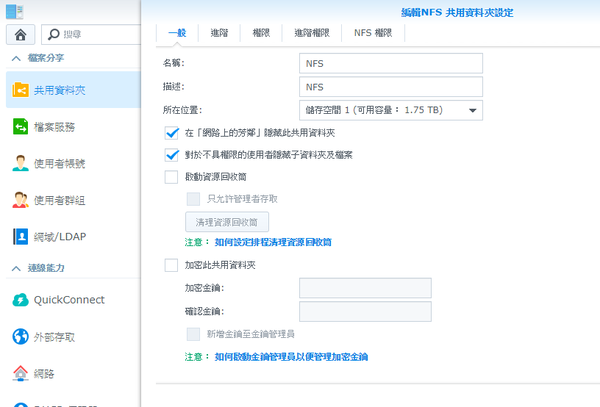 編輯NFS 共用資料夾設定
搜尋
一般
進階
權限
進階權限
NFS 權限
檔案分享
共用資料夾
檔案服務
使用者帳號
使用者群組
網域/LDAP
連線能力
QuickConnect
外部存取
網路
名稱:
NFS
描述:
NFS
所在位置:
儲存空間 1 (可用容量： 1.75 TB)
在「網路上的芳鄰」隱藏此共用資料夾
對於不具權限的使用者隱藏子資料夾及檔案
啟動資源回收筒
只允許管理者存取
清理資源回收筒
注意： 如何設定排程清理資源回收筒
加密此共用資料夾
加密金鑰:
確認金鑰:
新增金鑰至金鑰管理員
注意： 如何啟動金鑰管理員以便管理加密金鑰